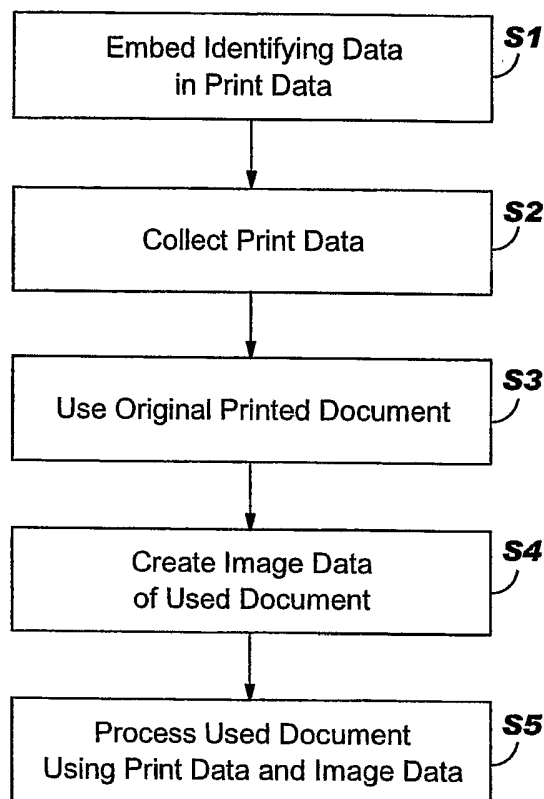 S1
Embed Identifying Data
in Print Data
S2
Collect Print Data
S3
Use Original Printed Document
S4
Create Image Data
of Used Document
S5
Process Used Document
Using Print Data and Image Data